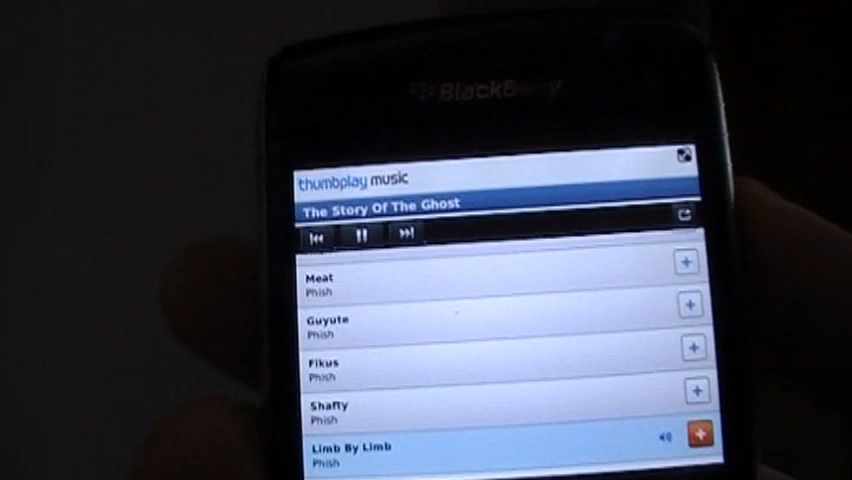 BlackBerry
thumbplay music
The Story Of The Ghost
Meat
Phish
Guyute
Phish
Fikus
Phish
Shafty
Phish
Limb By Limb
Phish